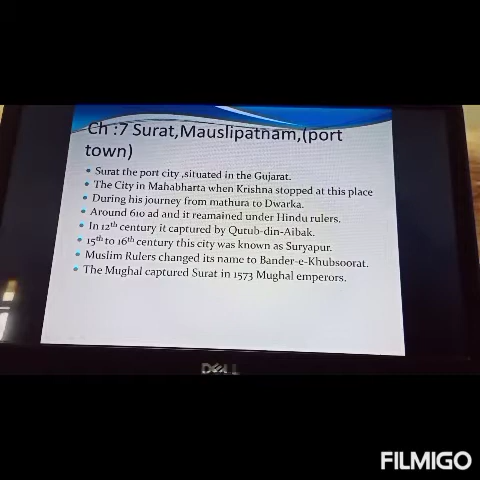 Ch :7 Surat,Mauslipatnam,(port
town)
Surat the port city ,situated in the Gujarat.
The City in Mahabharta when Krishna stopped at this place
During his journey from mathura to Dwarka.
Around 610 ad and it reamained under Hindu rulers.
In 12th century it captured by Qutub-din-Aibak.
15th to 16th century this city was known as Suryapur.
Muslim Rulers changed its name to Bander-e-Khubsoorat.
The Mughal captured Surat in 1573 Mughal emperors.
DELL
FILMIGO